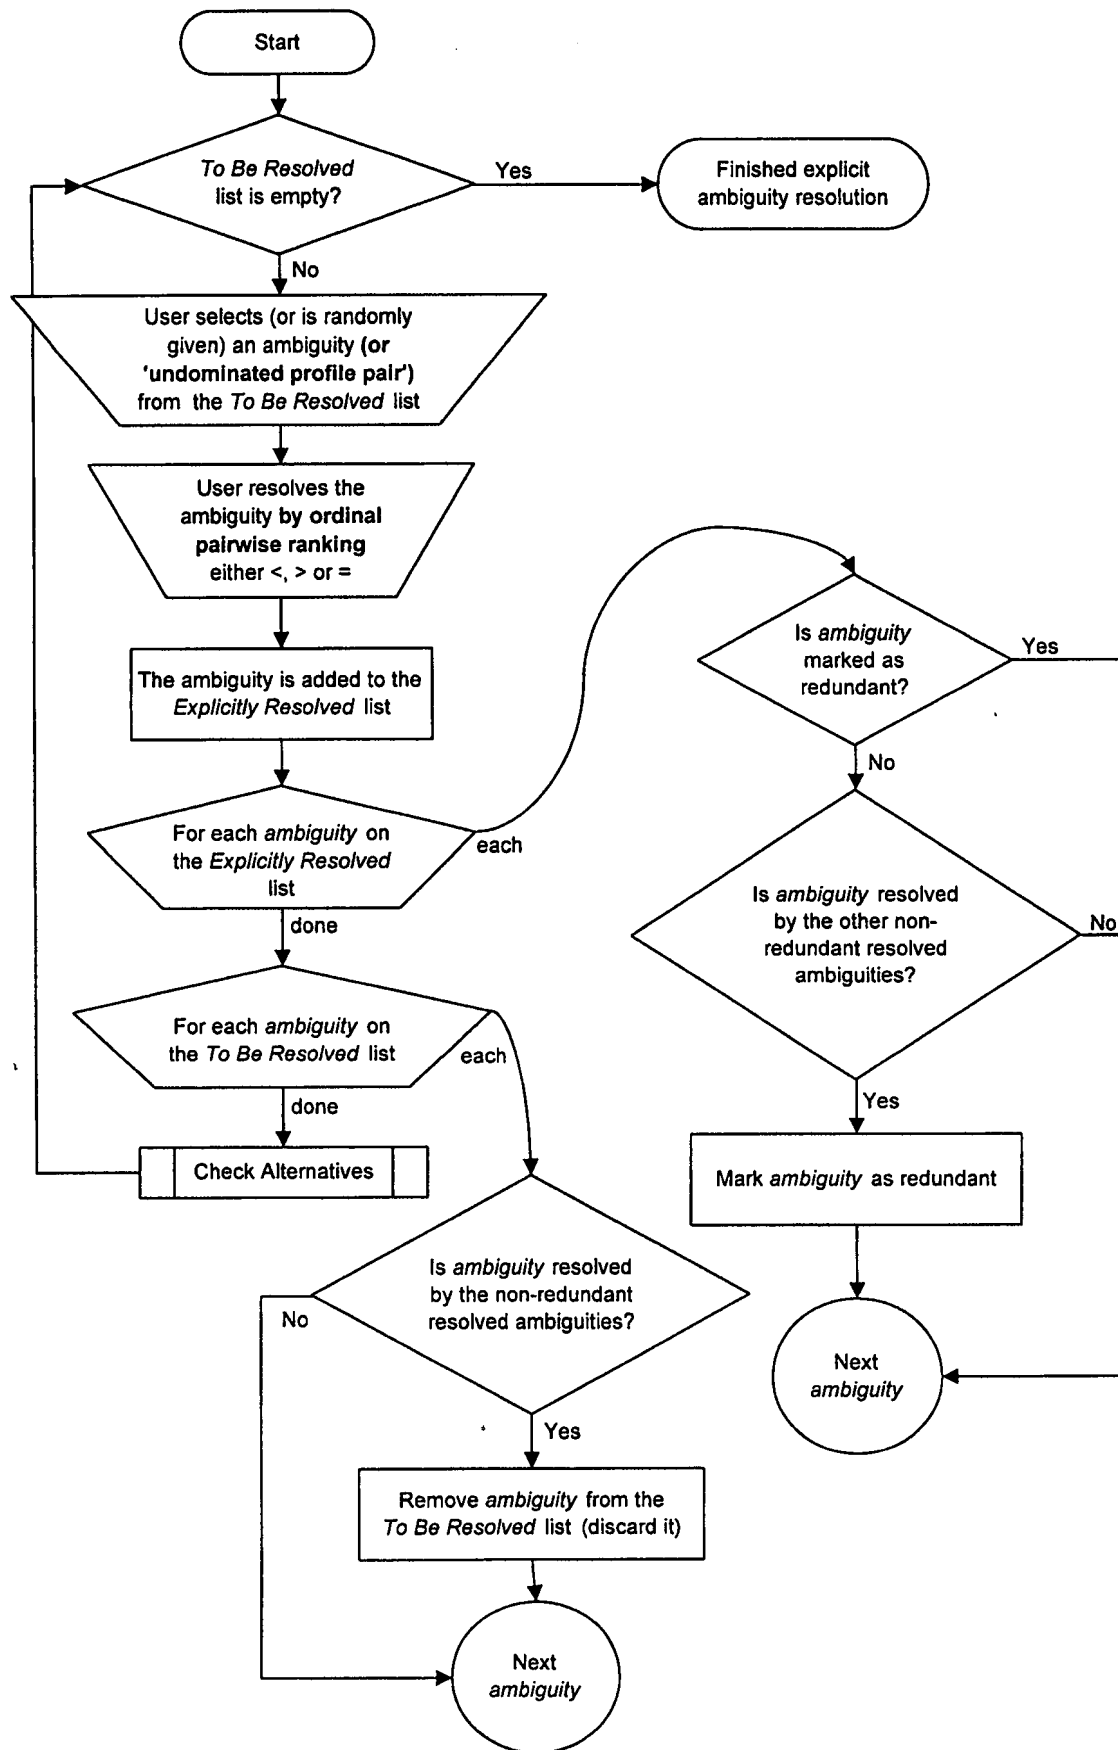 Start
To Be Resolved
list is empty?
Yes
Finished explicit
ambiguity resolution
No
User selects (or is randomly
given) an ambiguity (or
'undominated profile pair')
from the To Be Resolved list
User resolves the
ambiguity by ordinal
pairwise ranking
either <, > or =
The ambiguity is added to the
Explicitly Resolved list
For each ambiguity on
the Explicitly Resolved
list
each
done
For each ambiguity on
the To Be Resolved list
each
done
Check Alternatives
Is ambiguity resolved
by the non-redundant
resolved ambiguities?
No
Yes
Remove ambiguity from the
To Be Resolved list (discard it)
Next
ambiguity
Is ambiguity
marked as
redundant?
Yes
No
Is ambiguity resolved
by the other non-
redundant resolved
ambiguities?
No
Yes
Mark ambiguity as redundant
Next
ambiguity